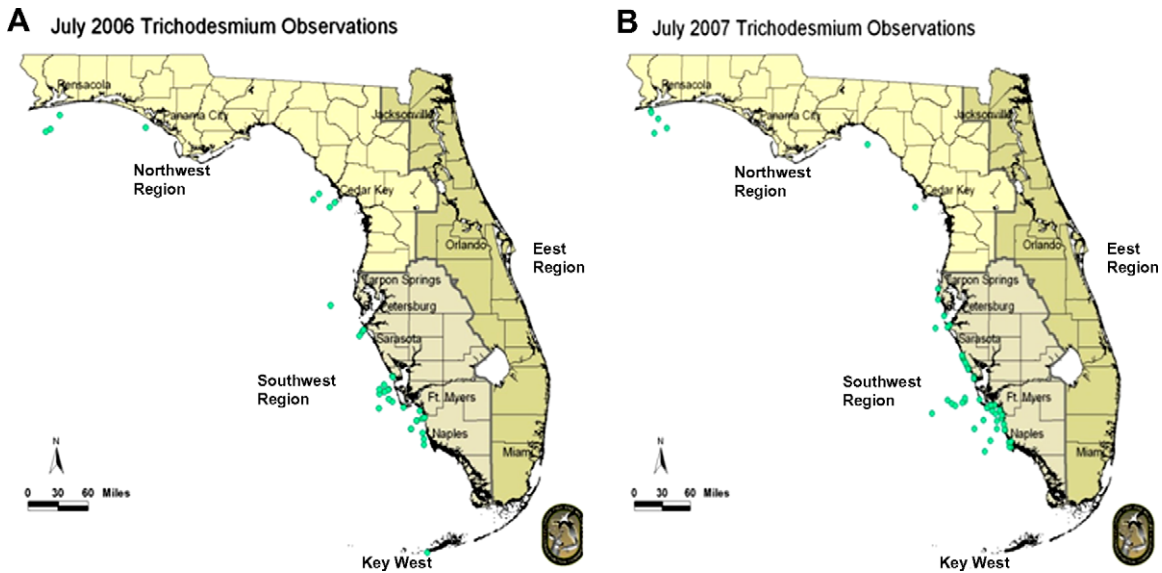 A July 2006 Trichodesmium Observations
Pensacola
Panama City
Jacksonville
Northwest
Region
Cedar Key
Orlando
Eest
Region
Tarpon Springs
St. Petersburg
Sarasota
Southwest
Region
Ft. Myers
Naples
Miami
N
0 30 60 Miles
Key West
B July 2007 Trichodesmium Observations
Pensacola
Panama City
Jacksonville
Northwest
Region
Cedar Key
Orlando
Eest
Region
Tarpon Springs
St. Petersburg
Sarasota
Southwest
Region
Ft. Myers
Naples
Miami
N
0 30 60 Miles
Key West